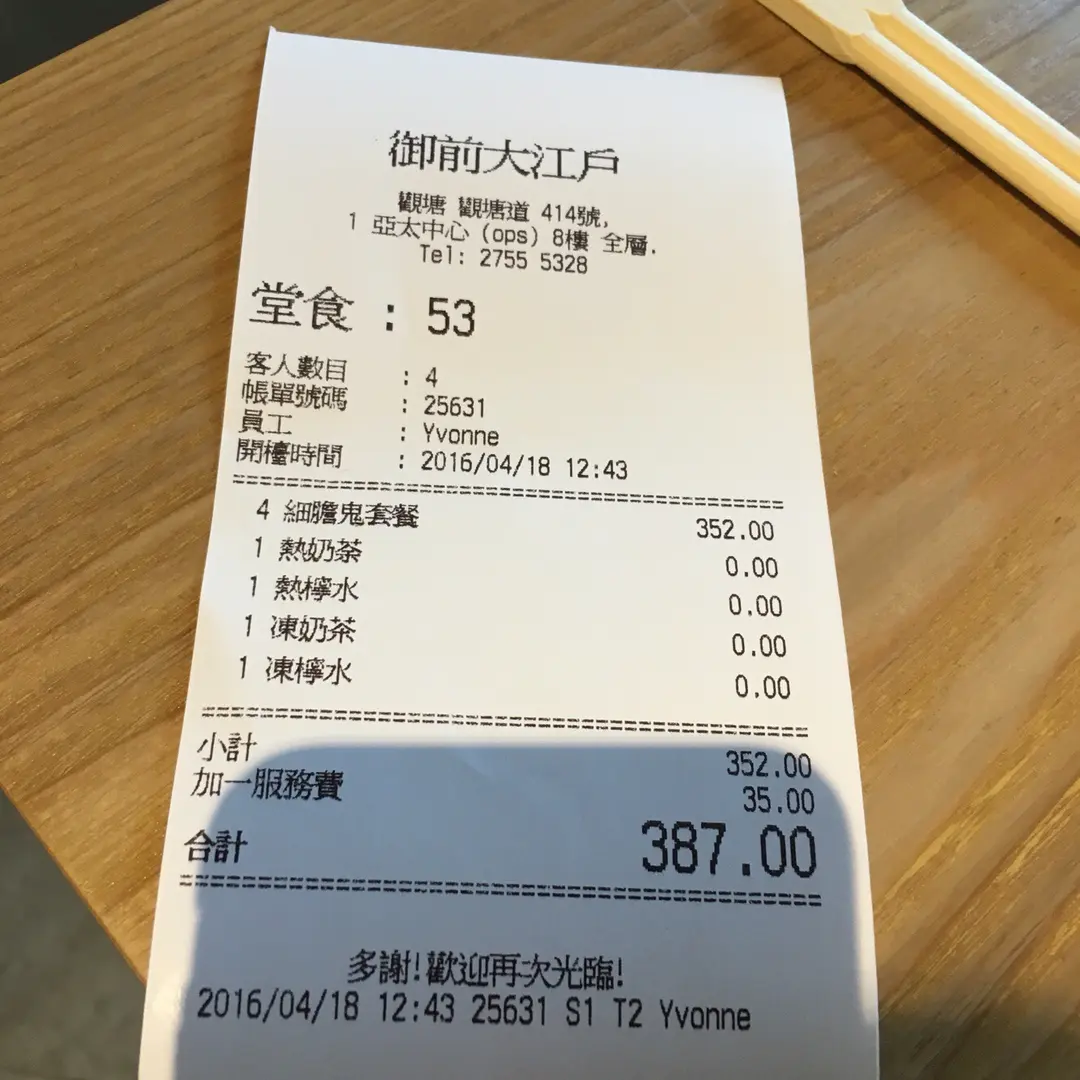 御前大江戶
觀塘 觀塘道 414號,
1 亞太中心 (ops) 8樓 全層.
Tel: 2755 5328
堂食 : 53
客人數目 : 4
帳單號碼 : 25631
員工 : Yvonne
開檯時間 : 2016/04/18 12:43
4 細膽鬼套餐 352.00
1 熱奶茶 0.00
1 熱檸水 0.00
1 凍奶茶 0.00
1 凍檸水 0.00
小計 352.00
加一服務費 35.00
合計 387.00
多謝!歡迎再次光臨!
2016/04/18 12:43 25631 S1 T2 Yvonne